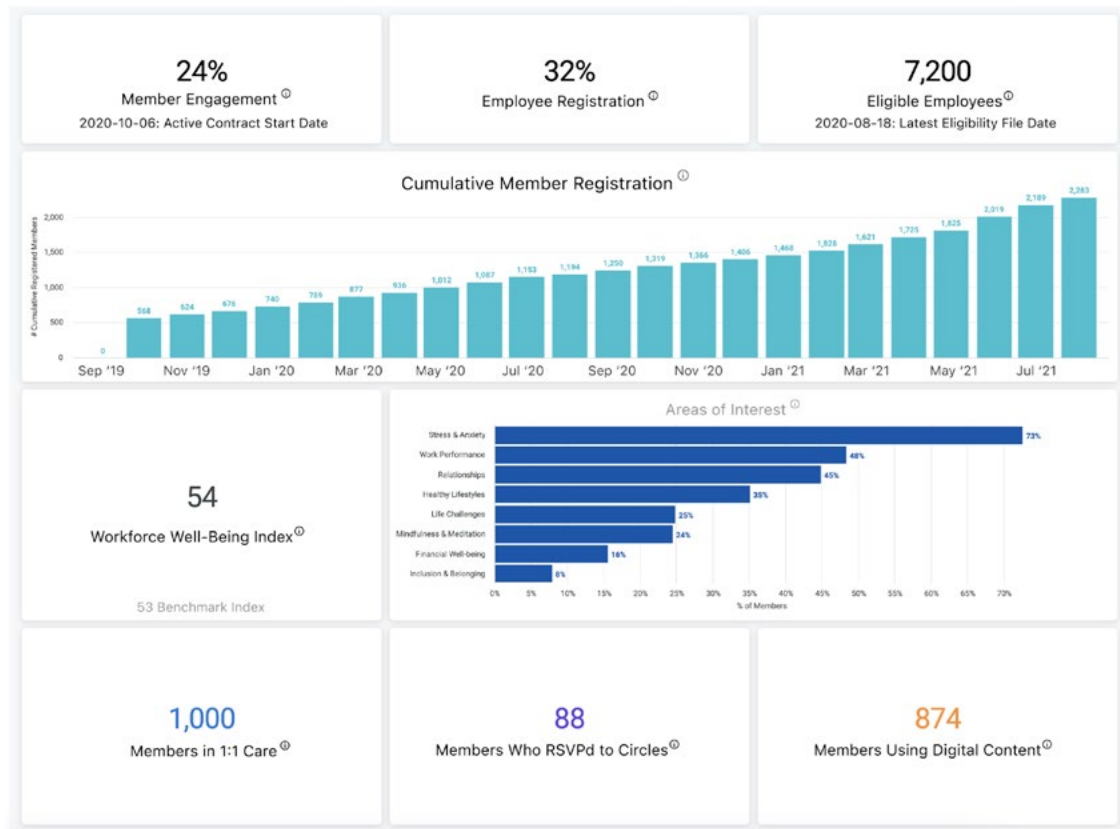 24%
Member Engagement
2020-10-06: Active Contract Start Date
32%
Employee Registration
7,200
Eligible Employees
2020-08-18: Latest Eligibility File Date
Cumulative Member Registration
# Cumulative Registered Members
2,000
1,500
1,000
500
0
0
568
624
676
740
789
877
936
1,012
1,087
1,153
1,194
1,250
1,319
1,366
1,406
1,468
1,528
1,621
1,725
1,825
2,019
2,189
2,283
Sep '19
Nov '19
Jan '20
Mar '20
May '20
Jul '20
Sep '20
Nov '20
Jan '21
Mar '21
May '21
Jul '21
54
Workforce Well-Being Index
53 Benchmark Index
Areas of Interest
Stress & Anxiety 73%
Work Performance 48%
Relationships 45%
Healthy Lifestyles 35%
Life Challenges 25%
Mindfulness & Meditation 24%
Financial Well-being 16%
Inclusion & Belonging 8%
0% 5% 10% 15% 20% 25% 30% 35% 40% 45% 50% 55% 60% 65% 70%
% of Members
1,000
Members in 1:1 Care
88
Members Who RSVPd to Circles
874
Members Using Digital Content